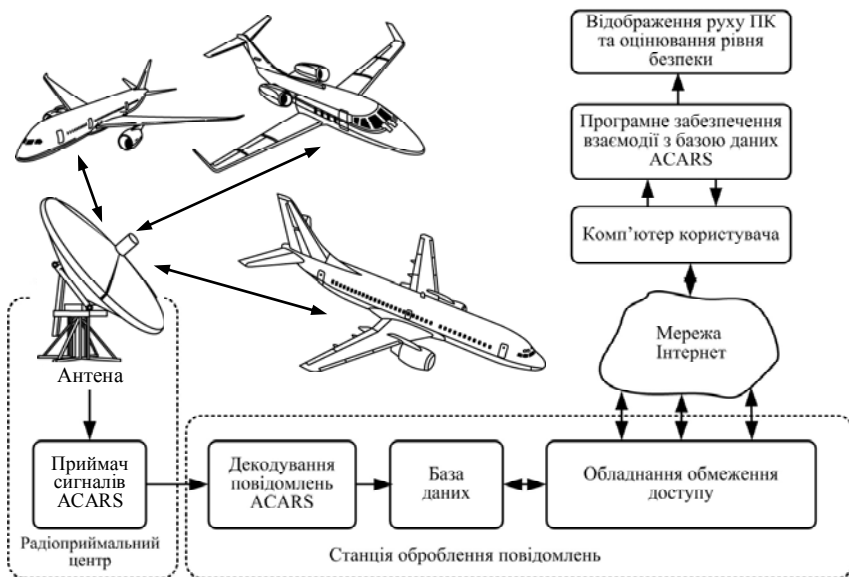 Відображення руху ПК
та оцінювання рівня
безпеки
Програмне забезпечення
взаємодії з базою даних
ACARS
Комп’ютер користувача
Мережа
Інтернет
Антена
Приймач
сигналів
ACARS
Декодування
повідомлень
ACARS
База
даних
Обладнання обмеження
доступу
Радіоприймальний
центр
Станція оброблення повідомлень